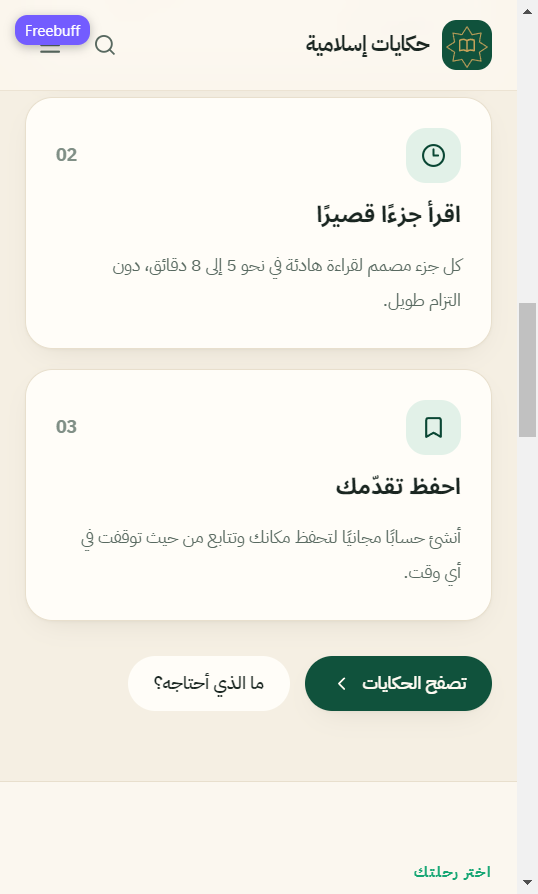 Freebuff
حكايات إسلامية
02
اقرأ جزءًا قصيرًا
كل جزء مصمم لقراءة هادئة في نحو 5 إلى 8 دقائق، دون
التزام طويل.
03
احفظ تقدّمك
أنشئ حسابًا مجانيًا لتحفظ مكانك وتتابع من حيث توقفت في
أي وقت.
تصفح الحكايات
ما الذي أحتاجه؟
اختر رحلتك